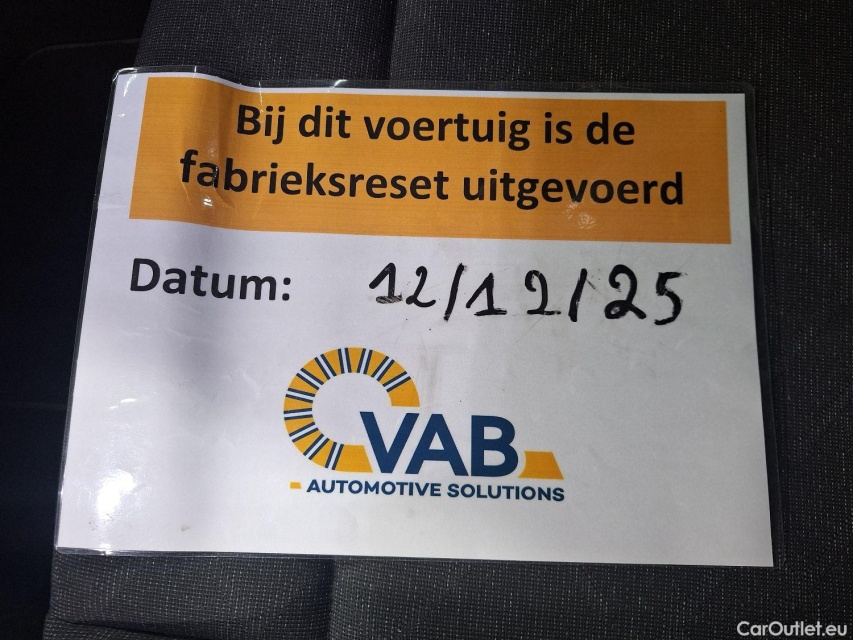 Bij dit voertuig is de
fabrieksreset uitgevoerd
Datum: 12/12/25
VAB
AUTOMOTIVE SOLUTIONS
CarOutlet.eu